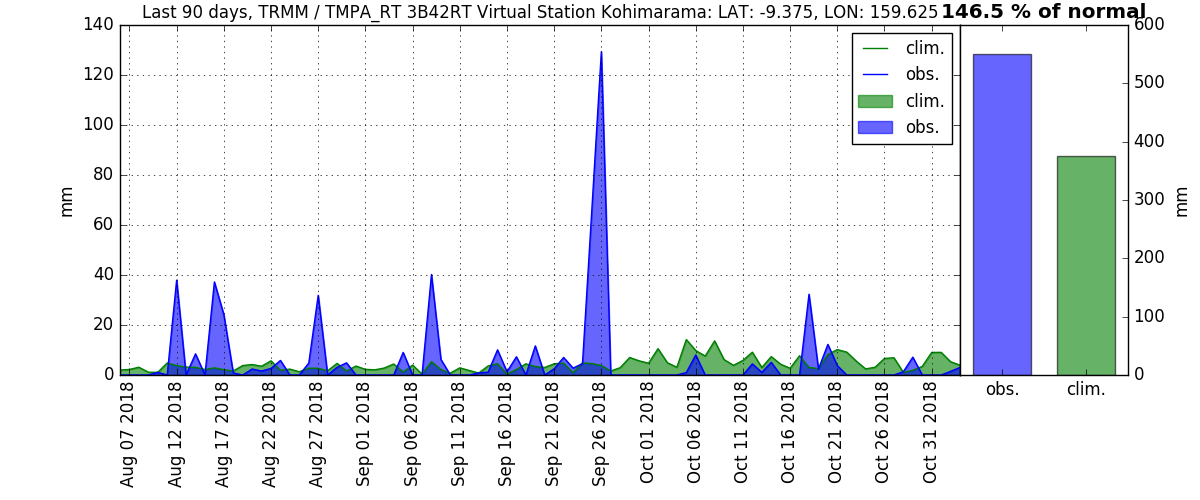 Last 90 days, TRMM / TMPA_RT 3B42RT Virtual Station Kohimarama: LAT: -9.375, LON: 159.625 146.5 % of normal
140
120
100
80
60
40
20
0
mm
clim.
obs.
clim.
obs.
600
500
400
300
200
100
0
mm
Aug 07 2018
Aug 12 2018
Aug 17 2018
Aug 22 2018
Aug 27 2018
Sep 01 2018
Sep 06 2018
Sep 11 2018
Sep 16 2018
Sep 21 2018
Sep 26 2018
Oct 01 2018
Oct 06 2018
Oct 11 2018
Oct 16 2018
Oct 21 2018
Oct 26 2018
Oct 31 2018
obs.
clim.